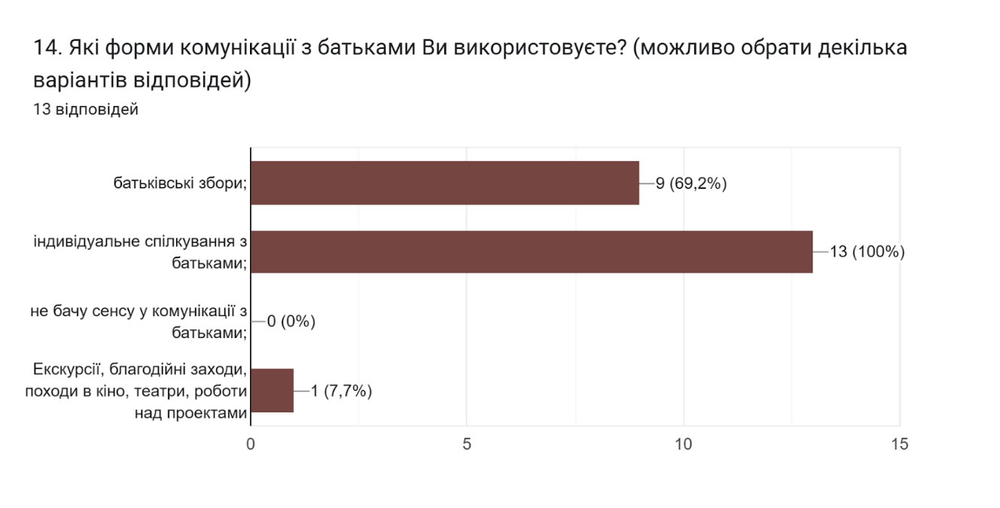 14. Які форми комунікації з батьками Ви використовуєте? (можливо обрати декілька
варіантів відповідей)
13 відповідей
батьківські збори;
9 (69,2%)
індивідуальне спілкування з
батьками;
13 (100%)
не бачу сенсу у комунікації з
батьками;
0 (0%)
Екскурсії, благодійні заходи,
походи в кіно, театри, роботи
над проектами
1 (7,7%)
0 5 10 15